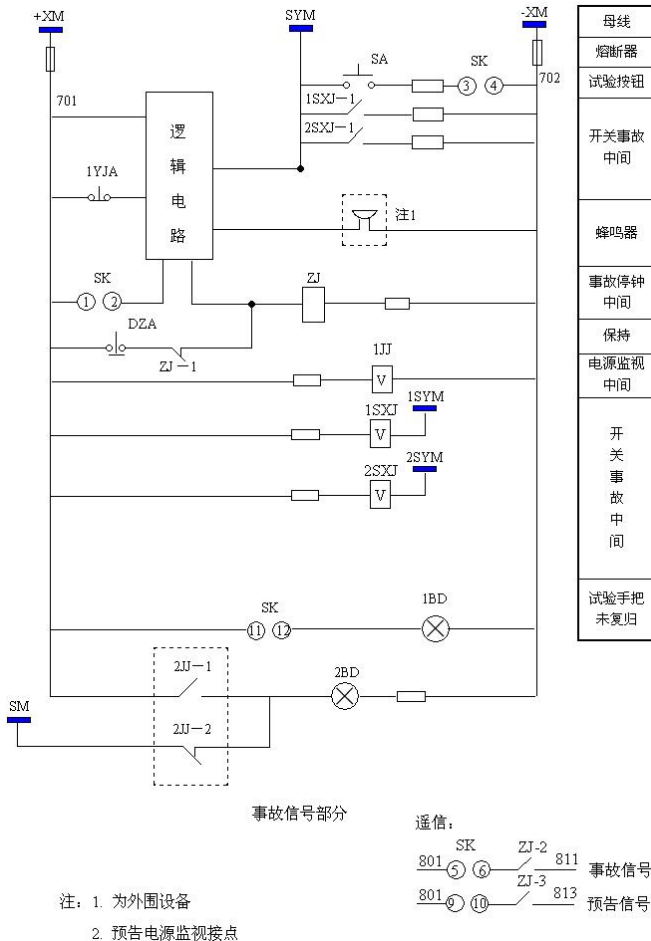 +XM
SYM
-XM
母线
熔断器
试验按钮
开关事故
中间
蜂鸣器
事故停钟
中间
保持
电源监视
中间
开
关
事
故
中
间
试验手把
未复归
701
702
SA
SK
3 4
1SXJ-1
2SXJ-1
逻
辑
电
路
1YJA
注1
SK
1 2
ZJ
DZA
ZJ-1
1JJ
V
1SXJ
1SYM
V
2SXJ
2SYM
V
SK
11 12
1BD
2JJ-1
2BD
SM
2JJ-2
事故信号部分
遥信:
SK
ZJ-2
801 5 6 811 事故信号
ZJ-3
801 9 10 813 预告信号
注: 1. 为外围设备
2. 预告电源监视接点